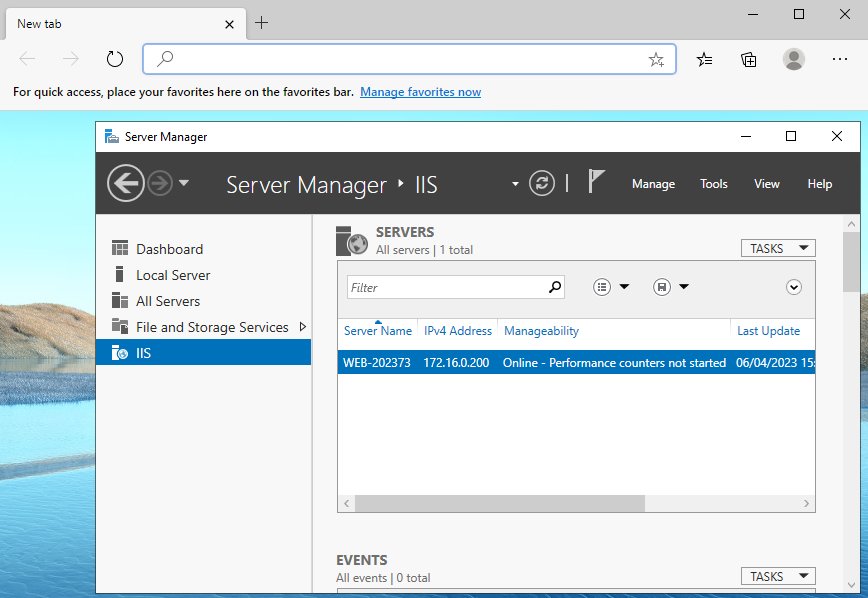 New tab
For quick access, place your favorites here on the favorites bar. Manage favorites now
Server Manager
Server Manager IIS
Manage Tools View Help
Dashboard
Local Server
All Servers
File and Storage Services
IIS
SERVERS
All servers | 1 total
TASKS
Filter
Server Name IPv4 Address Manageability Last Update
WEB-202373 172.16.0.200 Online - Performance counters not started 06/04/2023 15:
EVENTS
All events | 0 total
TASKS